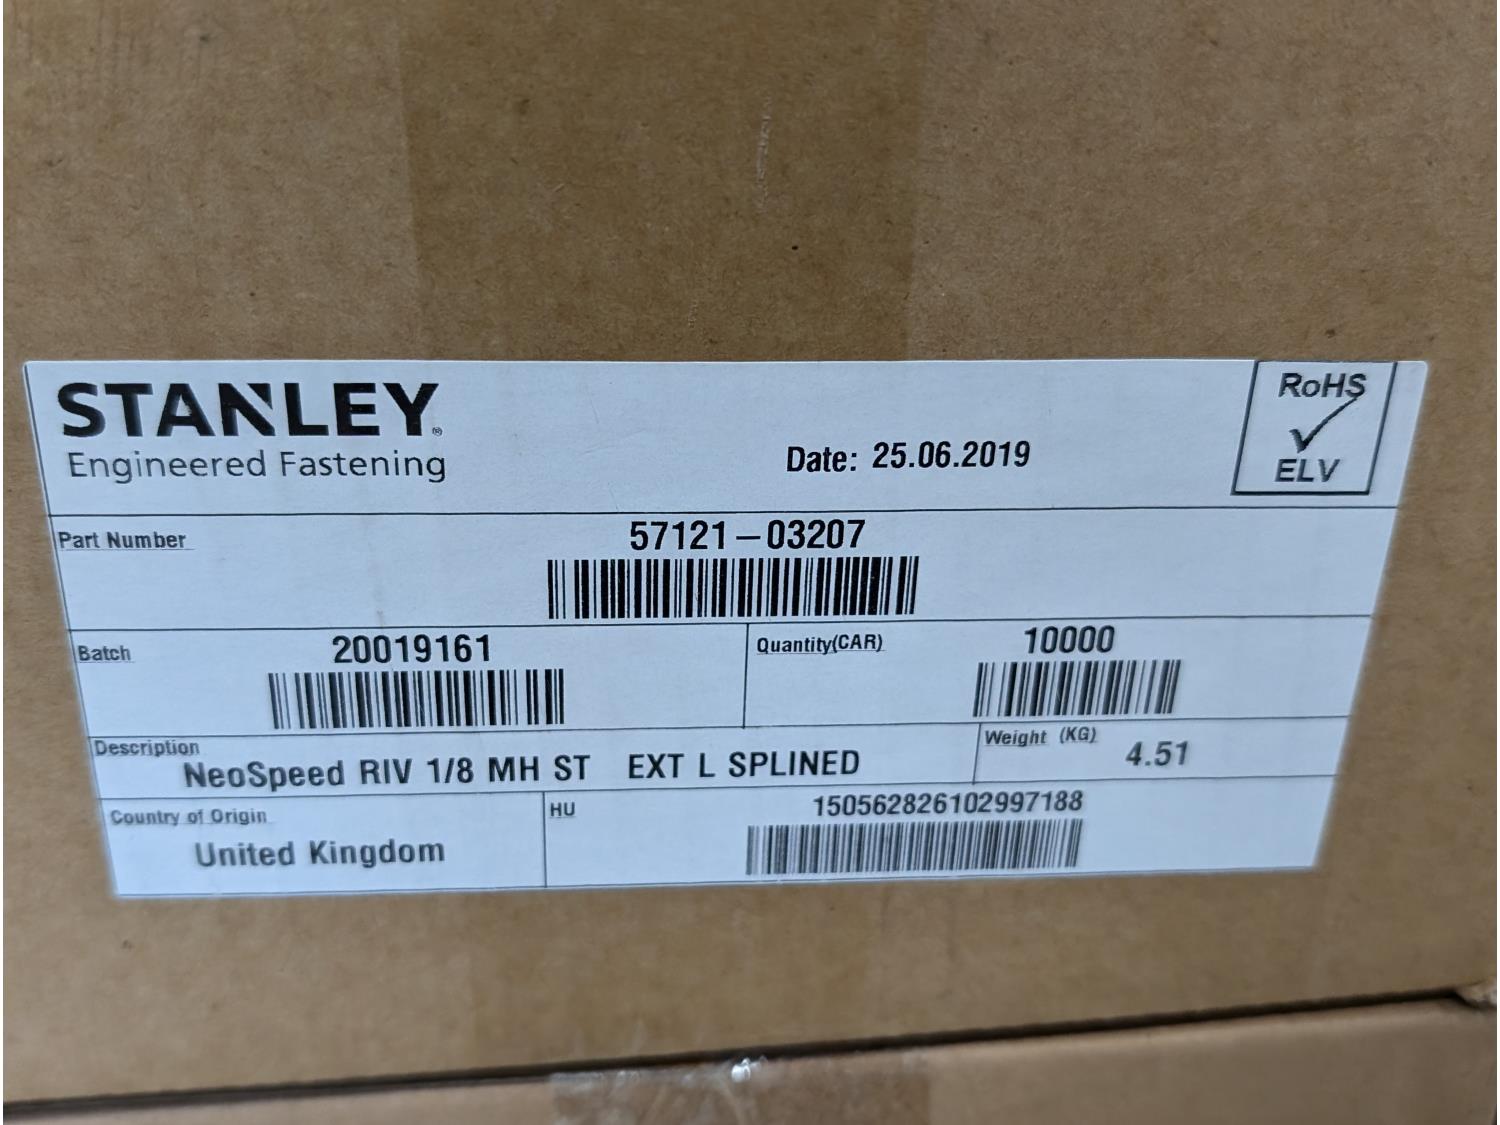 STANLEY®
Engineered Fastening
Date: 25.06.2019
RoHS
ELV
Part Number
57121-03207
Batch
20019161
Quantity(CAR)
10000
Description
NeoSpeed RIV 1/8 MH ST EXT L SPLINED
Weight (KG)
4.51
Country of Origin
United Kingdom
HU
150562826102997188